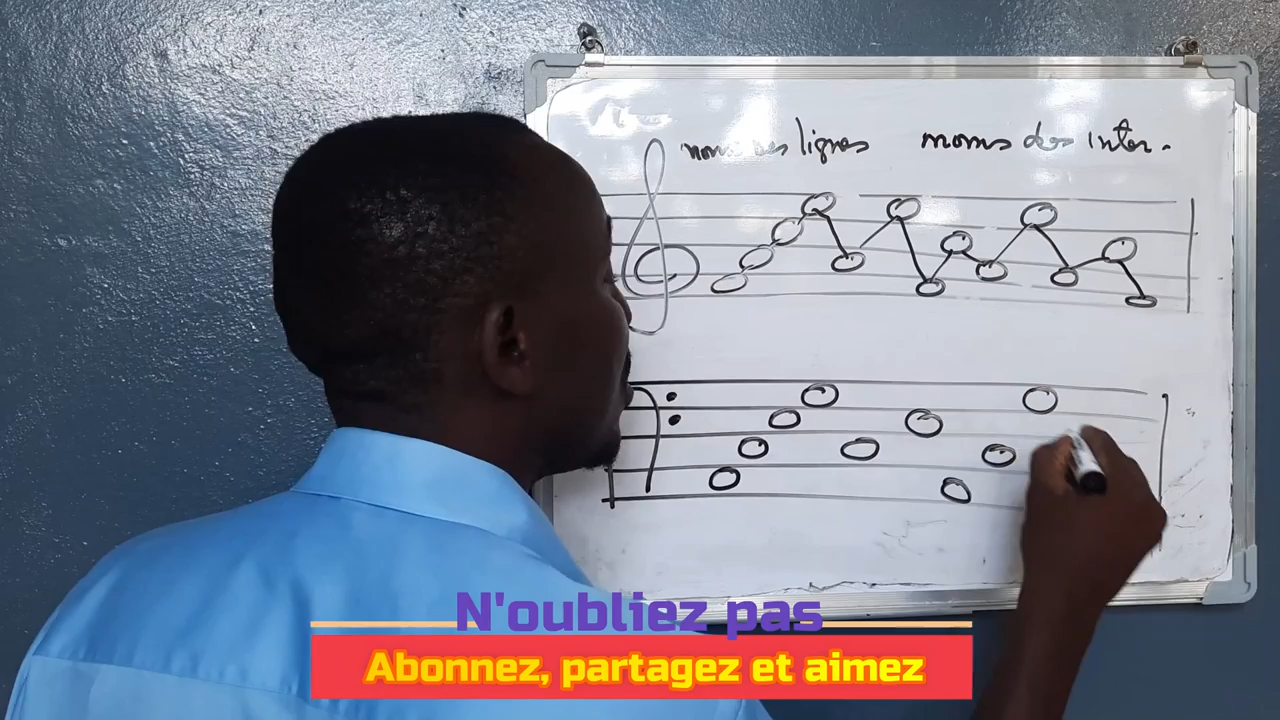 noms des lignes noms des inter.
N'oubliez pas
Abonnez, partagez et aimez